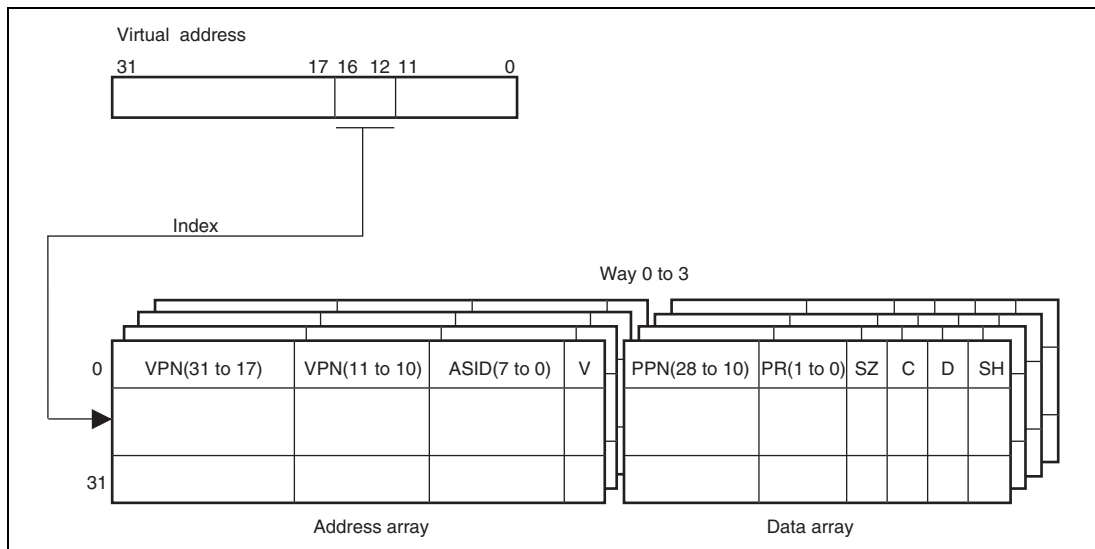 Virtual address
31 17 16 12 11 0
Index
Way 0 to 3
0 VPN(31 to 17) VPN(11 to 10) ASID(7 to 0) V PPN(28 to 10) PR(1 to 0) SZ C D SH
31
Address array Data array